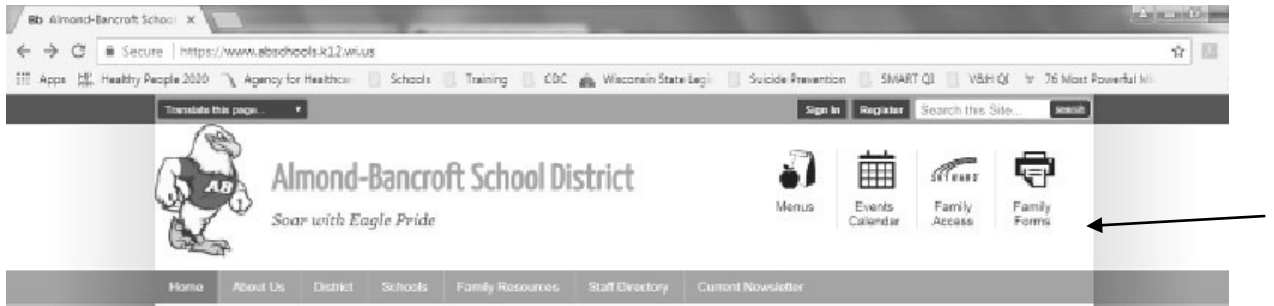 Bb Almond-Bancroft School X
Secure | https://www.abschools.k12.wi.us
Apps Healthy People 2020 Agency for Healthcar Schools Training CDC Wisconsin State Legi Suicide Prevention SMART QI V&H QI 76 Most Powerful Mi
Translate this page... Sign In Register Search this Site... search
AB
Almond-Bancroft School District
Soar with Eagle Pride
Menus Events Calendar SKYWARD Family Access Family Forms
Home About Us District Schools Family Resources Staff Directory Current Newsletter